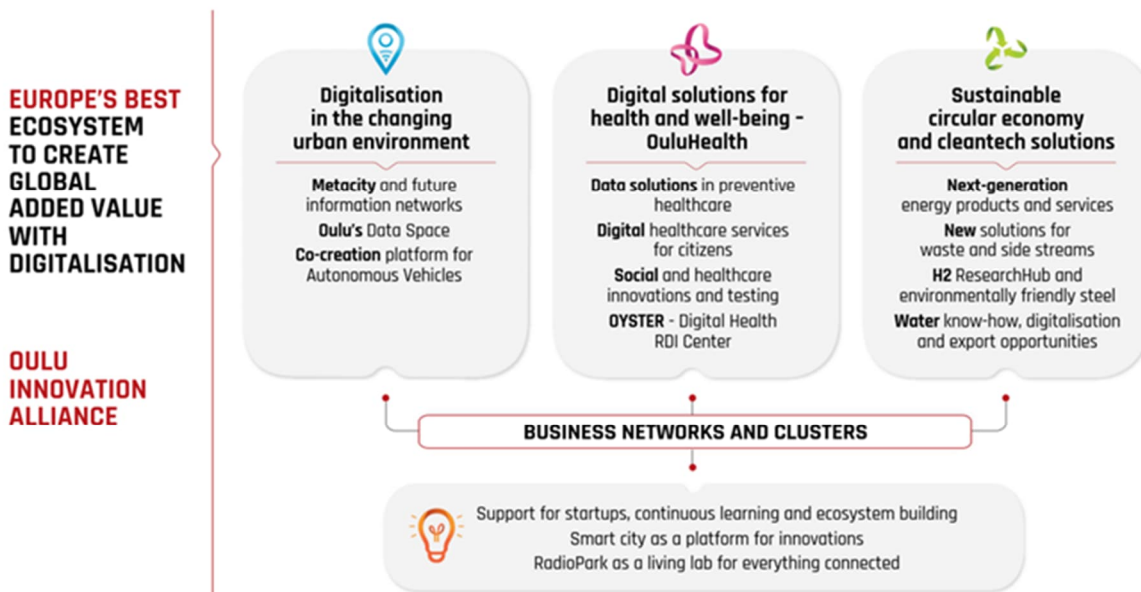 EUROPE'S BEST
ECOSYSTEM
TO CREATE
GLOBAL
ADDED VALUE
WITH
DIGITALISATION
OULU
INNOVATION
ALLIANCE
Digitalisation
in the changing
urban environment
Metacity and future
information networks
Oulu's Data Space
Co-creation platform for
Autonomous Vehicles
Digital solutions for
health and well-being –
OuluHealth
Data solutions in preventive
healthcare
Digital healthcare services
for citizens
Social and healthcare
innovations and testing
OYSTER - Digital Health
RDI Center
Sustainable
circular economy
and cleantech solutions
Next-generation
energy products and services
New solutions for
waste and side streams
H2 ResearchHub and
environmentally friendly steel
Water know-how, digitalisation
and export opportunities
BUSINESS NETWORKS AND CLUSTERS
Support for startups, continuous learning and ecosystem building
Smart city as a platform for innovations
RadioPark as a living lab for everything connected